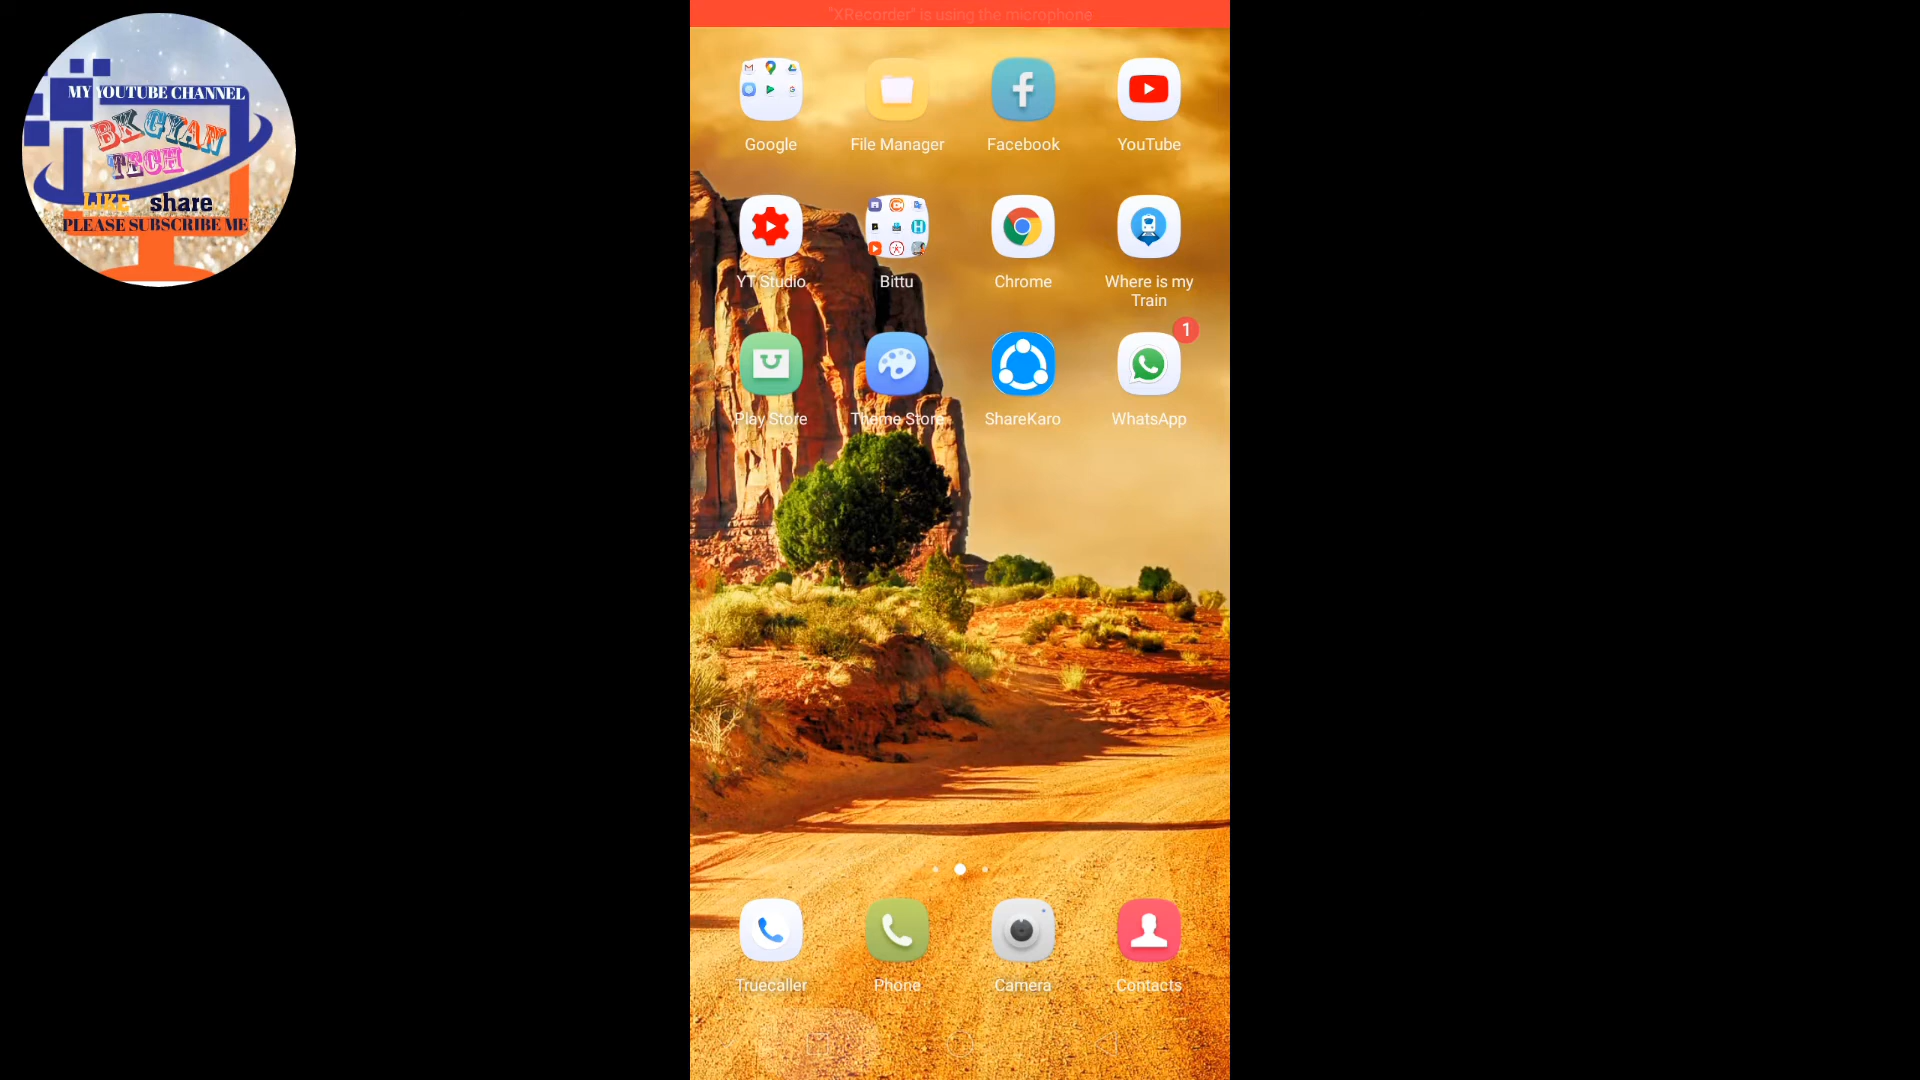 "XRecorder" is using the microphone
MY YOUTUBE CHANNEL
BK GYAN
TECH
LIKE share
PLEASE SUBSCRIBE ME
Google File Manager Facebook YouTube
YT Studio Bittu Chrome Where is my
Train
1
Play Store Theme Store ShareKaro WhatsApp
Truecaller Phone Camera Contacts